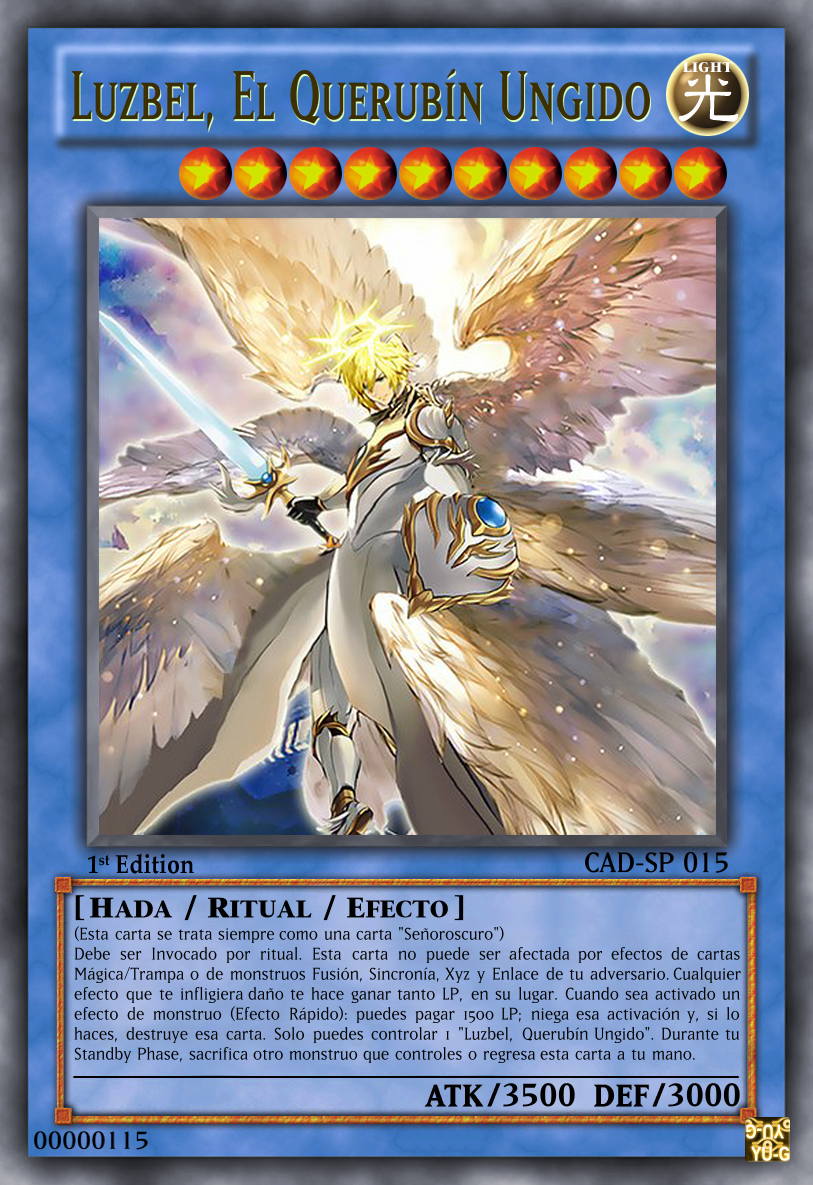 Luzbel, El Querubín Ungido
LIGHT
光
1st Edition
CAD-SP 015
[ Hada / Ritual / Efecto ]
(Esta carta se trata siempre como una carta "Señoroscuro")
Debe ser Invocado por ritual. Esta carta no puede ser afectada por efectos de cartas
Mágica/Trampa o de monstruos Fusión, Sincronía, Xyz y Enlace de tu adversario. Cualquier
efecto que te infligiera daño te hace ganar tanto LP, en su lugar. Cuando sea activado un
efecto de monstruo (Efecto Rápido): puedes pagar 1500 LP; niega esa activación y, si lo
haces, destruye esa carta. Solo puedes controlar 1 "Luzbel, Querubín Ungido". Durante tu
Standby Phase, sacrifica otro monstruo que controles o regresa esta carta a tu mano.
ATK/3500 DEF/3000
00000115
YU-G